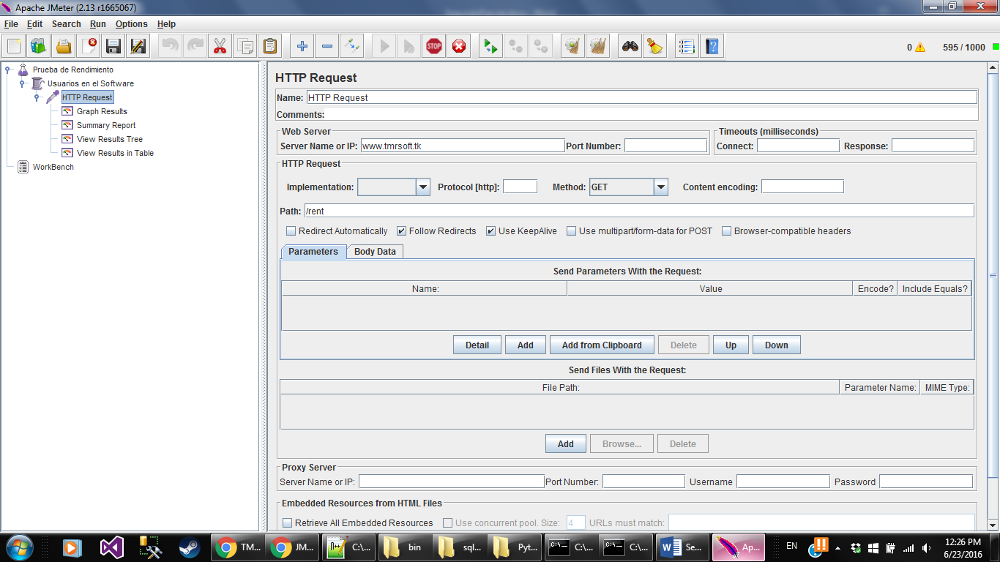 Apache JMeter (2.13 r1665067)
File Edit Search Run Options Help
STOP 0 595 / 1000
Prueba de Rendimiento
Usuarios en el Software
HTTP Request
Graph Results
Summary Report
View Results Tree
View Results in Table
WorkBench
HTTP Request
Name: HTTP Request
Comments:
Web Server
Server Name or IP: www.tmrsoft.tk Port Number:
Timeouts (milliseconds)
Connect: Response:
HTTP Request
Implementation: Protocol [http]: Method: GET Content encoding:
Path: /rent
Redirect Automatically Follow Redirects Use KeepAlive Use multipart/form-data for POST Browser-compatible headers
Parameters Body Data
Send Parameters With the Request:
Name: Value Encode? Include Equals?
Detail Add Add from Clipboard Delete Up Down
Send Files With the Request:
File Path: Parameter Name: MIME Type:
Add Browse... Delete
Proxy Server
Server Name or IP: Port Number: Username Password
Embedded Resources from HTML Files
Retrieve All Embedded Resources Use concurrent pool. Size: 4 URLs must match:
TM... JM... C:\... bin sql... Pyt... C:\... C:\... Se... Ap... EN 12:26 PM
6/23/2016